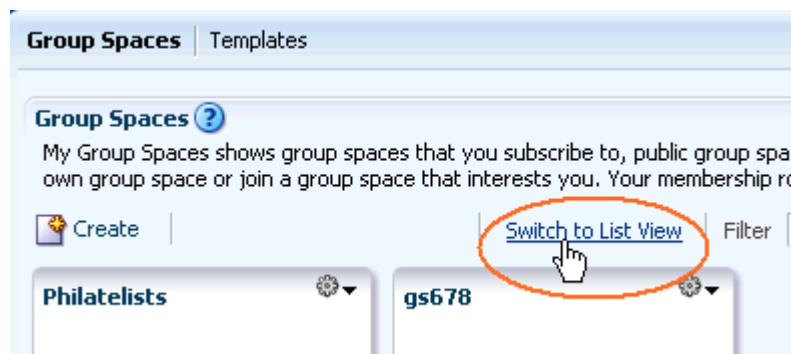 Group Spaces Templates
Group Spaces ?
My Group Spaces shows group spaces that you subscribe to, public group spa
own group space or join a group space that interests you. Your membership ro
Create Switch to List View Filter
Philatelists gs678